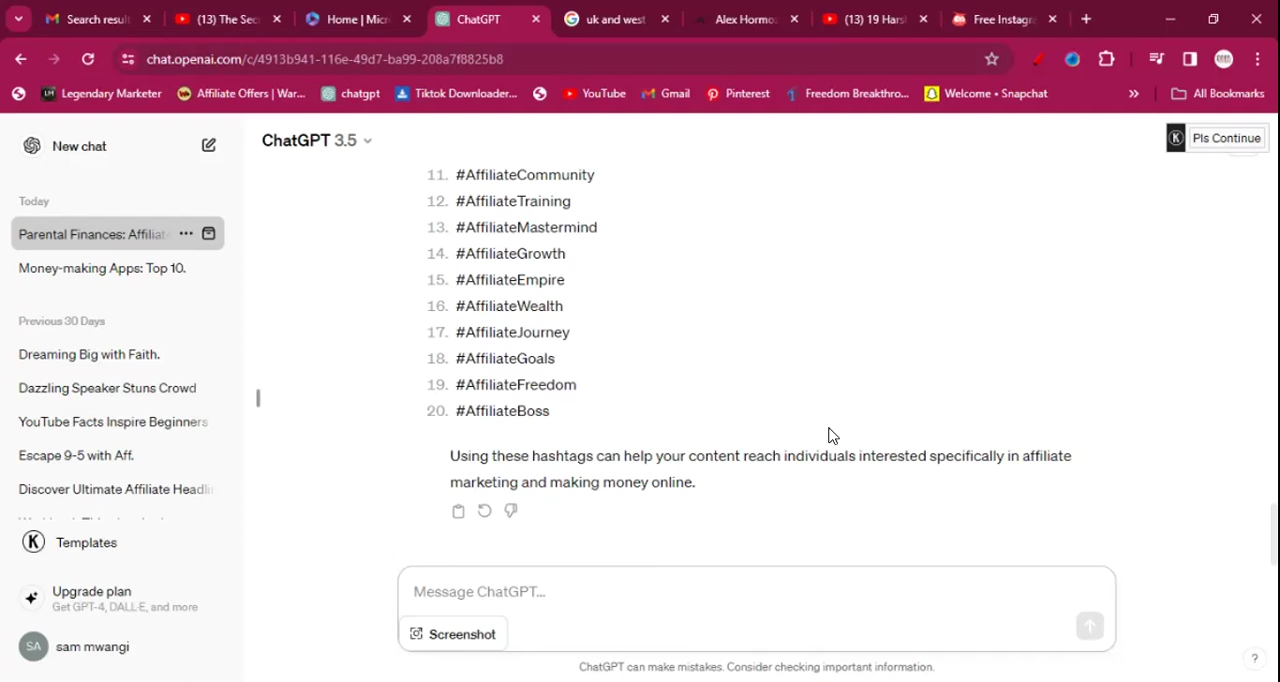 Search result
(13) The Sec
Home | Micr
ChatGPT
uk and west
Alex Hormoz
(13) 19 Harsh
Free Instagra
chat.openai.com/c/4913b941-116e-49d7-ba99-208a7f8825b8
LM Legendary Marketer
Affiliate Offers | War...
chatgpt
Tiktok Downloader...
YouTube
Gmail
Pinterest
Freedom Breakthro...
Welcome • Snapchat
»
All Bookmarks
New chat
ChatGPT 3.5
K Pls Continue
Today
Parental Finances: Affiliat
Money-making Apps: Top 10.
Previous 30 Days
Dreaming Big with Faith.
Dazzling Speaker Stuns Crowd
YouTube Facts Inspire Beginners
Escape 9-5 with Aff.
Discover Ultimate Affiliate Headli
K Templates
Upgrade plan
Get GPT-4, DALL·E, and more
SA sam mwangi
11. #AffiliateCommunity
12. #AffiliateTraining
13. #AffiliateMastermind
14. #AffiliateGrowth
15. #AffiliateEmpire
16. #AffiliateWealth
17. #AffiliateJourney
18. #AffiliateGoals
19. #AffiliateFreedom
20. #AffiliateBoss
Using these hashtags can help your content reach individuals interested specifically in affiliate
marketing and making money online.
Message ChatGPT...
Screenshot
ChatGPT can make mistakes. Consider checking important information.
?